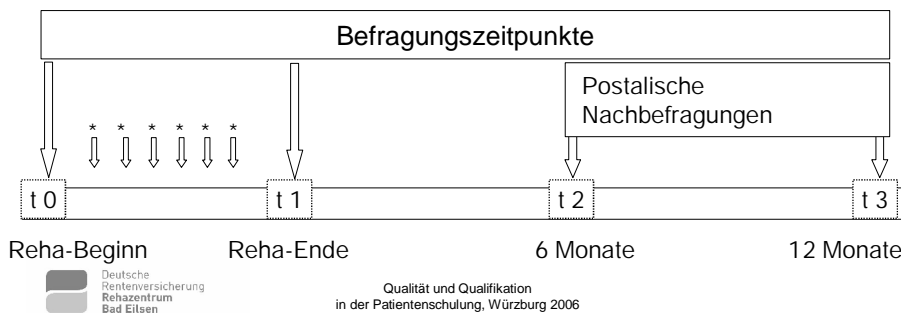 Befragungszeitpunkte
Postalische
Nachbefragungen
* * * * * *
t 0 t 1 t 2 t 3
Reha-Beginn Reha-Ende 6 Monate 12 Monate
Deutsche
Rentenversicherung
Rehazentrum
Bad Eilsen
Qualität und Qualifikation
in der Patientenschulung, Würzburg 2006